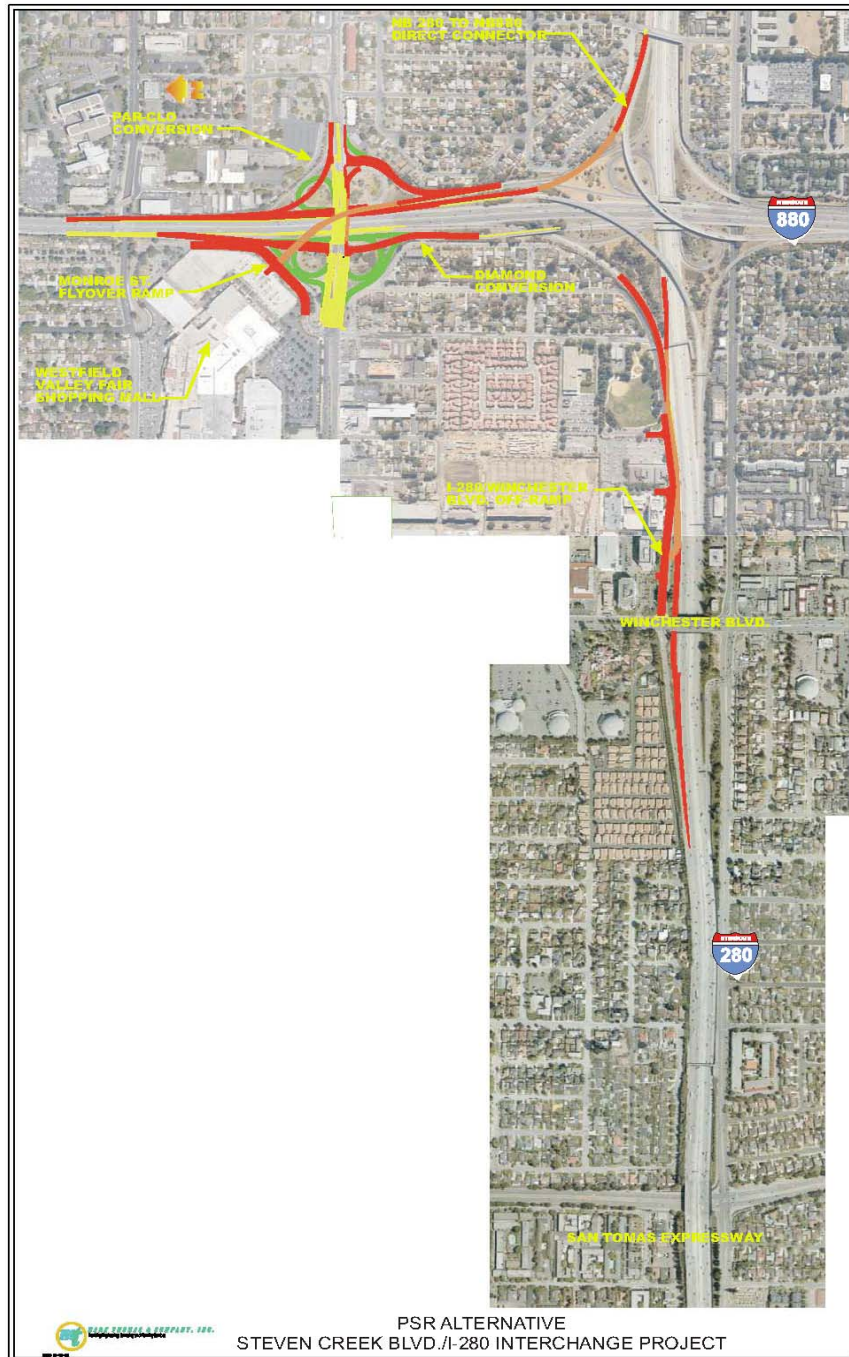 NB 280 TO NB880
DIRECT CONNECTOR
PAR-CLO
CONVERSION
INTERSTATE
880
MONROE ST.
FLYOVER RAMP
DIAMOND
CONVERSION
WESTFIELD
VALLEY FAIR
SHOPPING MALL
I-280/WINCHESTER
BLVD. OFF-RAMP
WINCHESTER BLVD.
INTERSTATE
280
SAN TOMAS EXPRESSWAY
PSR ALTERNATIVE
STEVEN CREEK BLVD./I-280 INTERCHANGE PROJECT